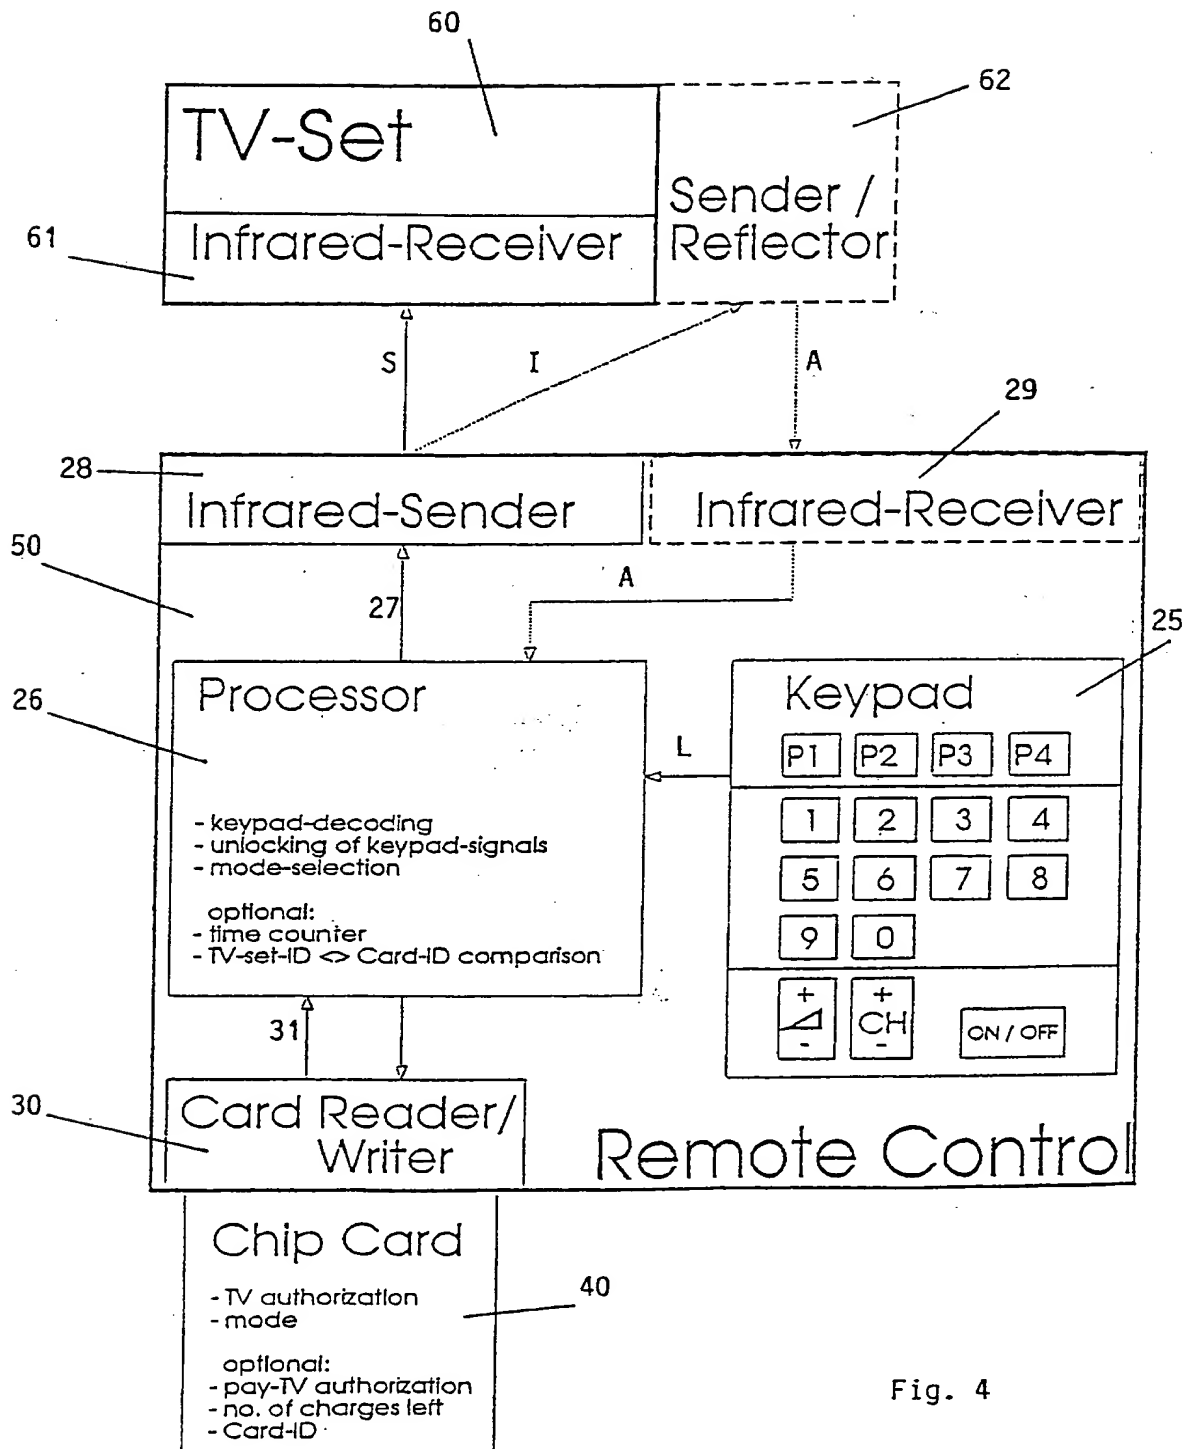 60
62
TV-Set
Sender /
Reflector
61
Infrared-Receiver
S
I
A
29
28
Infrared-Sender
Infrared-Receiver
50
A
27
25
26
Processor
Keypad
L
P1 P2 P3 P4
- keypad-decoding
- unlocking of keypad-signals
- mode-selection
1 2 3 4
5 6 7 8
optional:
- time counter
- TV-set-ID <> Card-ID comparison
9 0
+ +
CH
- -
ON / OFF
31
30
Card Reader/
Writer
Remote Control
Chip Card
40
- TV authorization
- mode
optional:
- pay-TV authorization
- no. of charges left
- Card-ID
Fig. 4